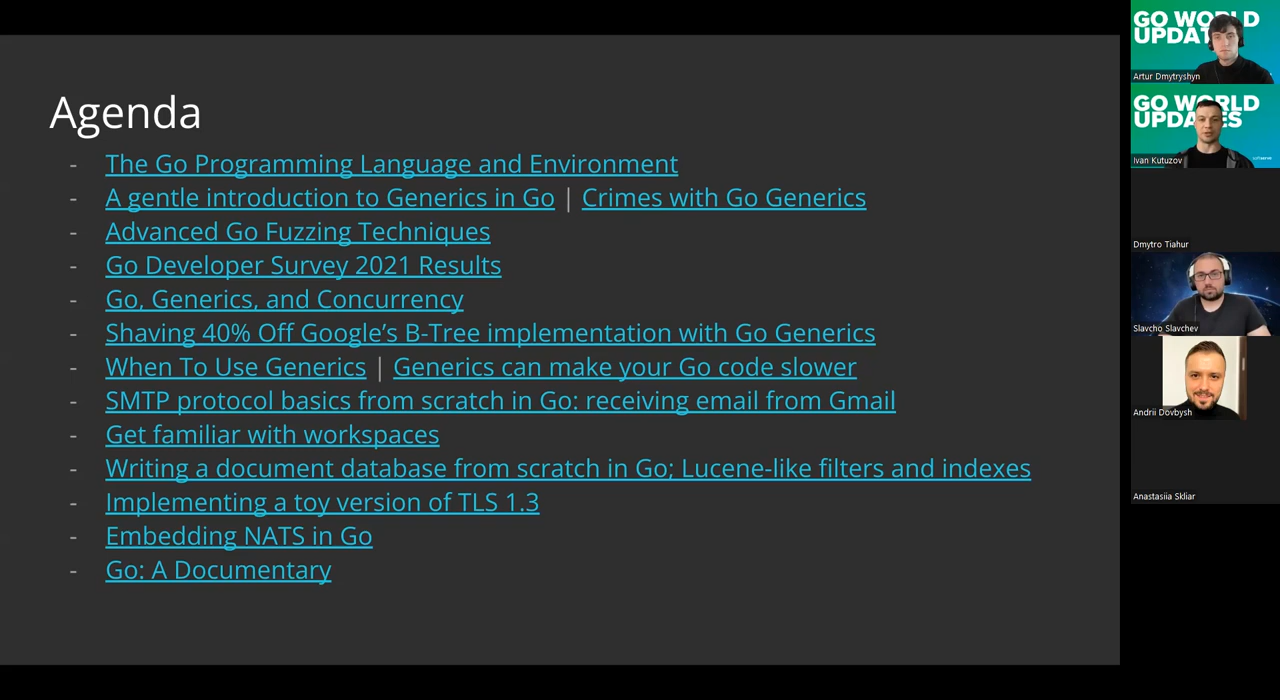 Agenda
- The Go Programming Language and Environment
- A gentle introduction to Generics in Go | Crimes with Go Generics
- Advanced Go Fuzzing Techniques
- Go Developer Survey 2021 Results
- Go, Generics, and Concurrency
- Shaving 40% Off Google’s B-Tree implementation with Go Generics
- When To Use Generics | Generics can make your Go code slower
- SMTP protocol basics from scratch in Go: receiving email from Gmail
- Get familiar with workspaces
- Writing a document database from scratch in Go; Lucene-like filters and indexes
- Implementing a toy version of TLS 1.3
- Embedding NATS in Go
- Go: A Documentary
GO WORLD
UPDAT
Artur Dmytryshyn
GO WORLD
UPDATES
Ivan Kutuzov
Dmytro Tiahur
Slavcho Slavchev
Andrii Dovbysh
Anastasiia Skliar